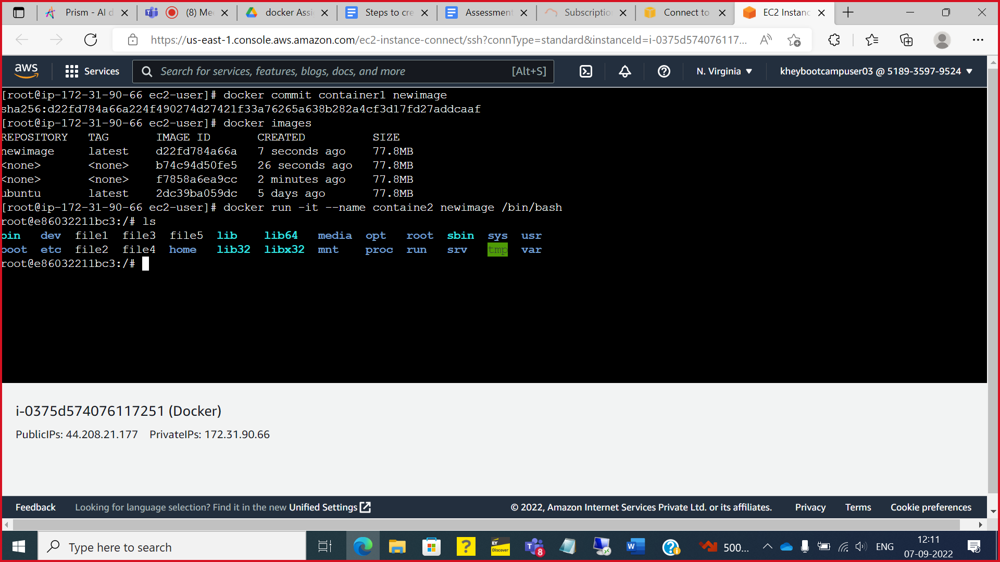 Prism - AI d
(8) Me
docker Assi
Steps to cre
Assessment
Subscriptio
Connect to
EC2 Instanc
https://us-east-1.console.aws.amazon.com/ec2-instance-connect/ssh?connType=standard&instanceId=i-0375d574076117...
aws Services Search for services, features, blogs, docs, and more [Alt+S] N. Virginia kheybootcampuser03 @ 5189-3597-9524
[root@ip-172-31-90-66 ec2-user]# docker commit container1 newimage
sha256:d22fd784a66a224f490274d27421f33a76265a638b282a4cf3d17fd27addcaaf
[root@ip-172-31-90-66 ec2-user]# docker images
REPOSITORY TAG IMAGE ID CREATED SIZE
newimage latest d22fd784a66a 7 seconds ago 77.8MB
<none> <none> b74c94d50fe5 26 seconds ago 77.8MB
<none> <none> f7858a6ea9cc 2 minutes ago 77.8MB
ubuntu latest 2dc39ba059dc 5 days ago 77.8MB
[root@ip-172-31-90-66 ec2-user]# docker run -it --name containe2 newimage /bin/bash
root@e86032211bc3:/# ls
bin dev file1 file3 file5 lib lib64 media opt root sbin sys usr
boot etc file2 file4 home lib32 libx32 mnt proc run srv tmp var
root@e86032211bc3:/#
i-0375d574076117251 (Docker)
PublicIPs: 44.208.21.177 PrivateIPs: 172.31.90.66
Feedback Looking for language selection? Find it in the new Unified Settings © 2022, Amazon Internet Services Private Ltd. or its affiliates. Privacy Terms Cookie preferences
Type here to search
EY
Discover
8
500...
ENG
12:11
07-09-2022